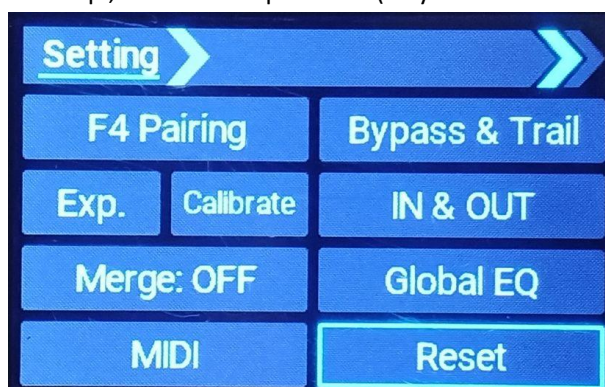 Setting
F4 Pairing
Bypass & Trail
Exp.
Calibrate
IN & OUT
Merge: OFF
Global EQ
MIDI
Reset